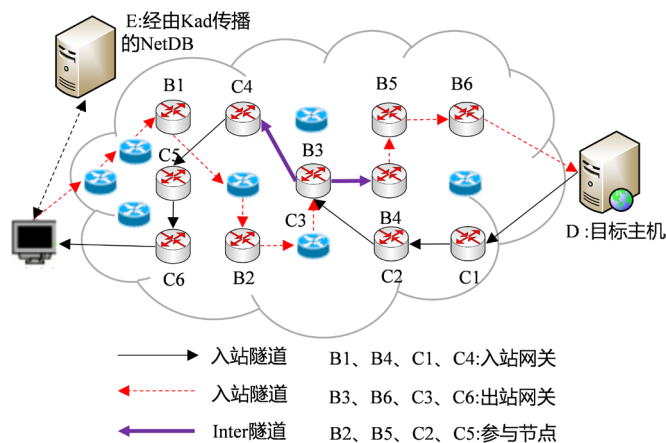 E:经由Kad传播
的NetDB
B1
C4
B5
B6
C5
B3
C3
B4
D :目标主机
C6
B2
C2
C1
入站隧道
B1、B4、C1、C4:入站网关
入站隧道
B3、B6、C3、C6:出站网关
Inter隧道
B2、B5、C2、C5:参与节点